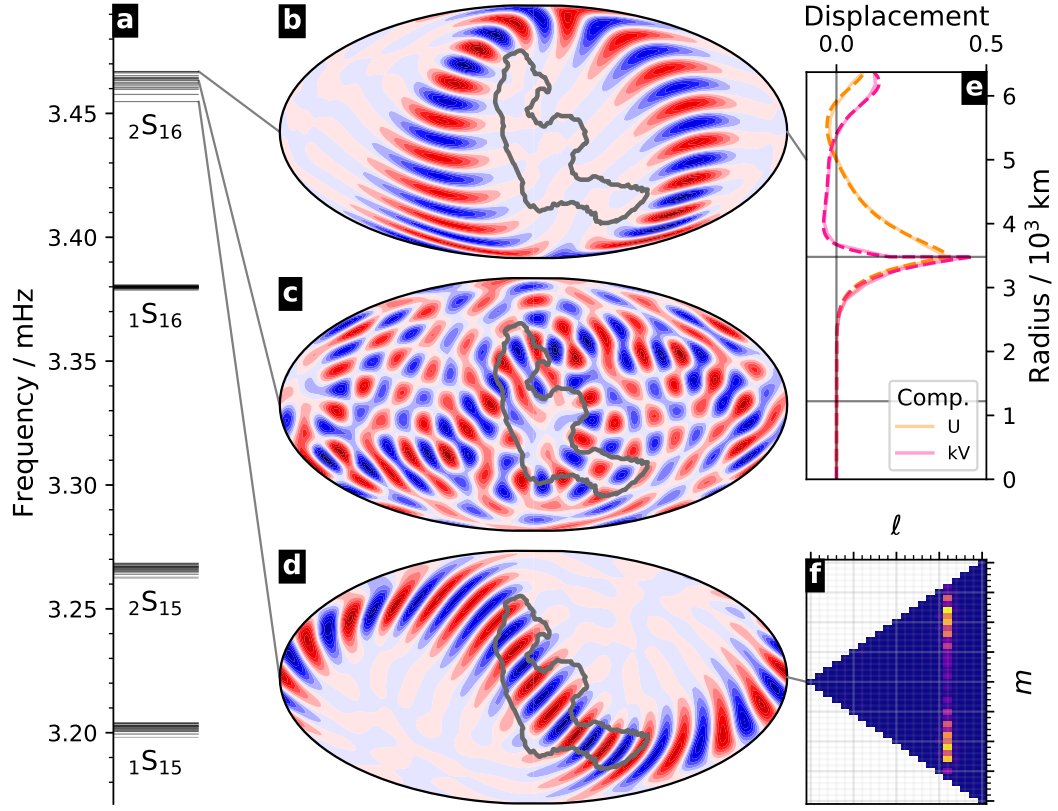 a
b
c
d
e
f
Frequency / mHz
3.45
3.40
3.35
3.30
3.25
3.20
₂S₁₆
₁S₁₆
₂S₁₅
₁S₁₅
Displacement
0.0 0.5
6
5
4
3
2
1
0
Radius / 10³ km
Comp.
U
kV
ℓ
m